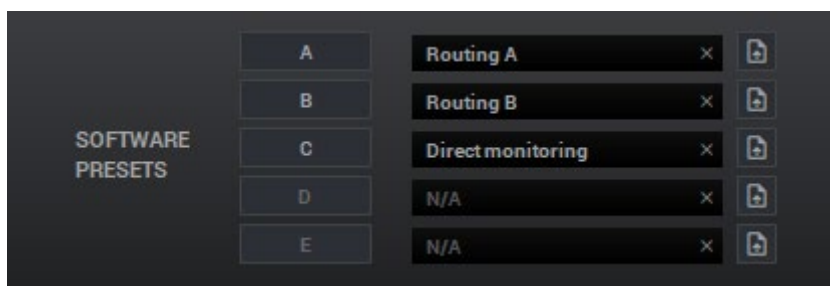 SOFTWARE
PRESETS
A Routing A ×
B Routing B ×
C Direct monitoring ×
D N/A ×
E N/A ×